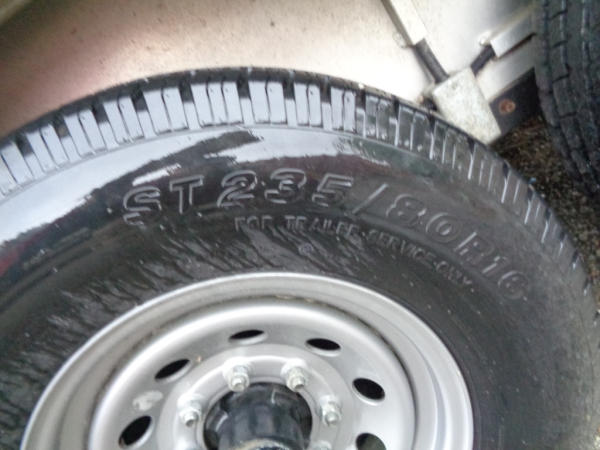 ST235/80R16
FOR TRAILER SERVICE ONLY